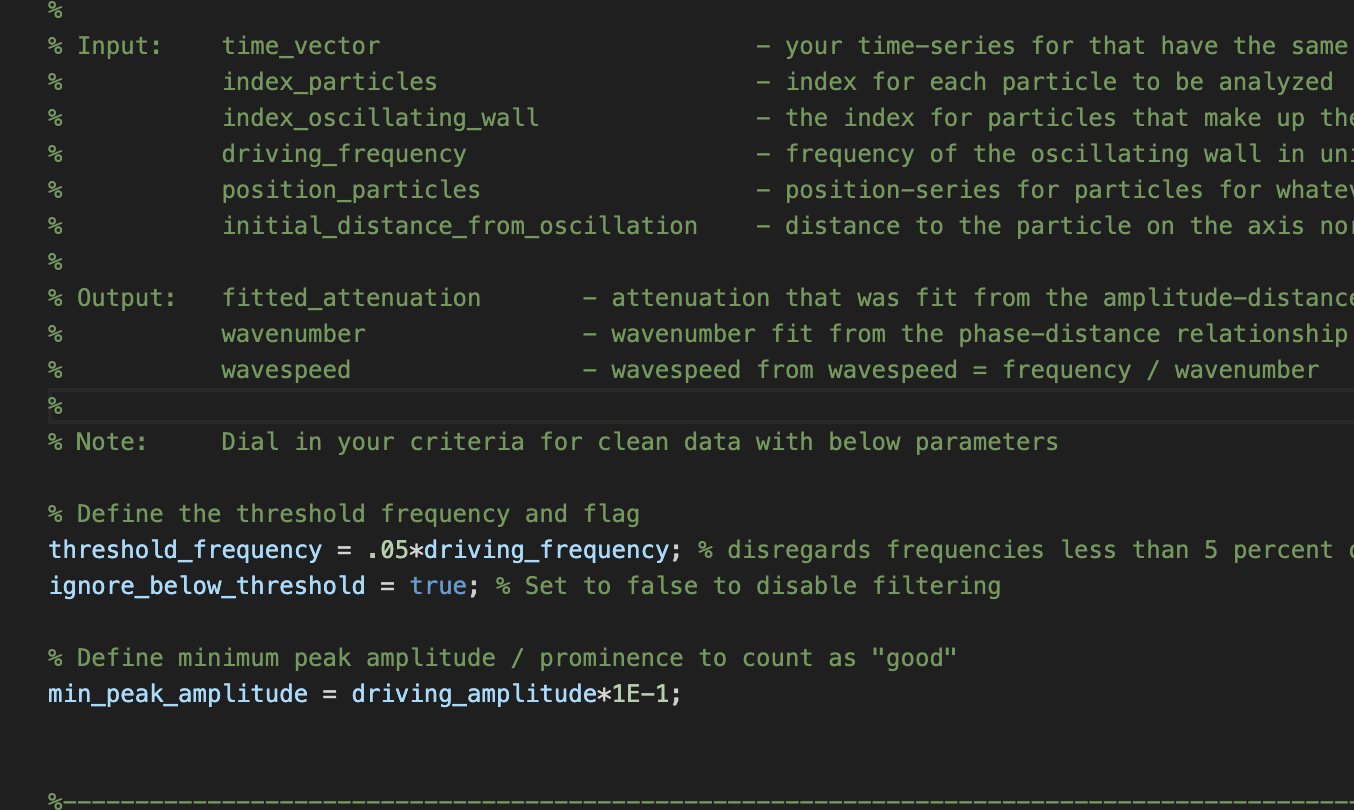 %
% Input:    time_vector                          – your time–series for that have the same
%           index_particles                      – index for each particle to be analyzed
%           index_oscillating_wall               – the index for particles that make up the
%           driving_frequency                    – frequency of the oscillating wall in
%           position_particles                   – position–series for particles for
%           initial_distance_from_oscillation    – distance to the particle on the axis
%
% Output:   fitted_attenuation       – attenuation that was fit from the amplitude–distance
%           wavenumber               – wavenumber fit from the phase–distance relationship
%           wavespeed                – wavespeed from wavespeed = frequency / wavenumber
%
% Note:     Dial in your criteria for clean data with below parameters
% Define the threshold frequency and flag
threshold_frequency = .05*driving_frequency; % disregards frequencies less than 5 percent
ignore_below_threshold = true; % Set to false to disable filtering
% Define minimum peak amplitude / prominence to count as "good"
min_peak_amplitude = driving_amplitude*1E–1;
%––––––––––––––––––––––––––––––––––––––––––––––––––––––––––––––––––––––––––––––––––––––––––